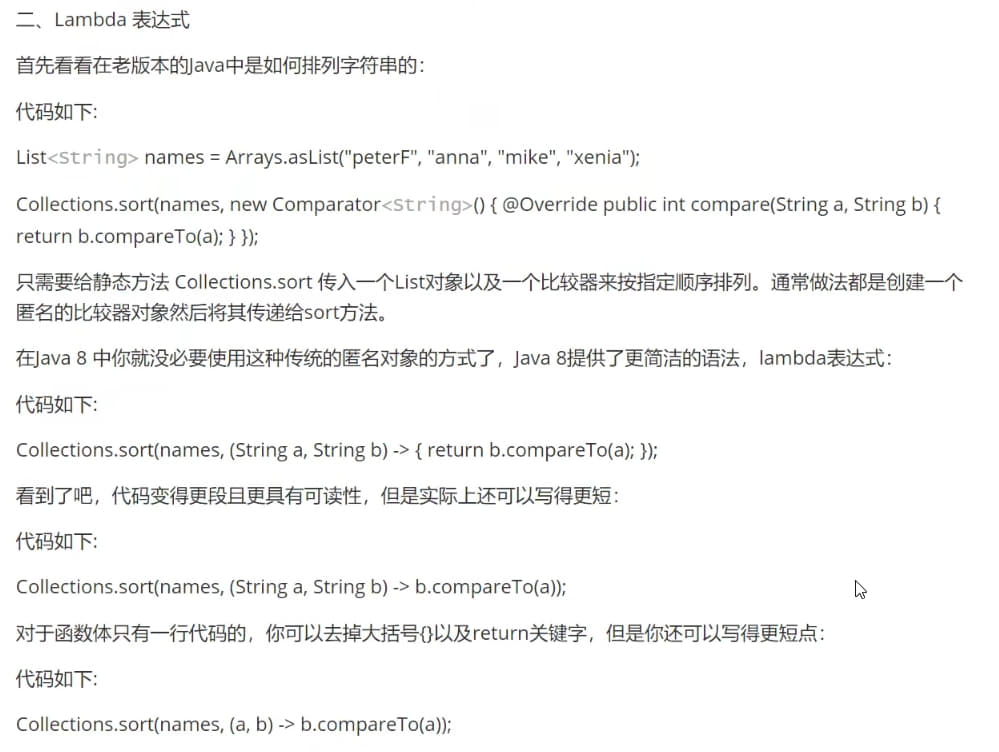 二、Lambda 表达式
首先看看在老版本的Java中是如何排列字符串的：
代码如下:
List<String> names = Arrays.asList("peterF", "anna", "mike", "xenia");
Collections.sort(names, new Comparator<String>() { @Override public int compare(String a, String b) {
return b.compareTo(a); } });
只需要给静态方法 Collections.sort 传入一个List对象以及一个比较器来按指定顺序排列。通常做法都是创建一个
匿名的比较器对象然后将其传递给sort方法。
在Java 8 中你就没必要使用这种传统的匿名对象的方式了，Java 8提供了更简洁的语法，lambda表达式：
代码如下:
Collections.sort(names, (String a, String b) -> { return b.compareTo(a); });
看到了吧，代码变得更段且更具有可读性，但是实际上还可以写得更短：
代码如下:
Collections.sort(names, (String a, String b) -> b.compareTo(a));
对于函数体只有一行代码的，你可以去掉大括号{}以及return关键字，但是你还可以写得更短点：
代码如下:
Collections.sort(names, (a, b) -> b.compareTo(a));